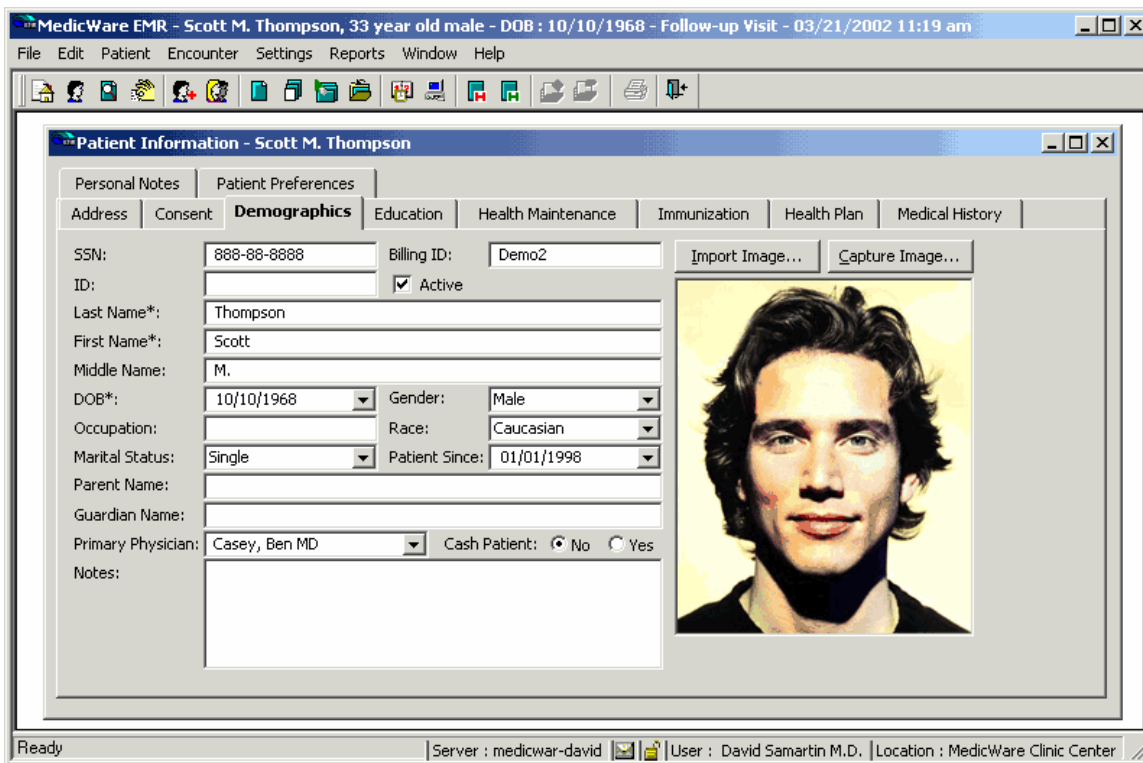 MedicWare EMR - Scott M. Thompson, 33 year old male - DOB : 10/10/1968 - Follow-up Visit - 03/21/2002 11:19 am
File Edit Patient Encounter Settings Reports Window Help
Patient Information - Scott M. Thompson
Personal Notes Patient Preferences
Address Consent Demographics Education Health Maintenance Immunization Health Plan Medical History
SSN: 888-88-8888 Billing ID: Demo2 Import Image... Capture Image...
ID: Active
Last Name*: Thompson
First Name*: Scott
Middle Name: M.
DOB*: 10/10/1968 Gender: Male
Occupation: Race: Caucasian
Marital Status: Single Patient Since: 01/01/1998
Parent Name:
Guardian Name:
Primary Physician: Casey, Ben MD Cash Patient: No Yes
Notes:
Ready Server : medicwar-david User : David Samartin M.D. Location : MedicWare Clinic Center